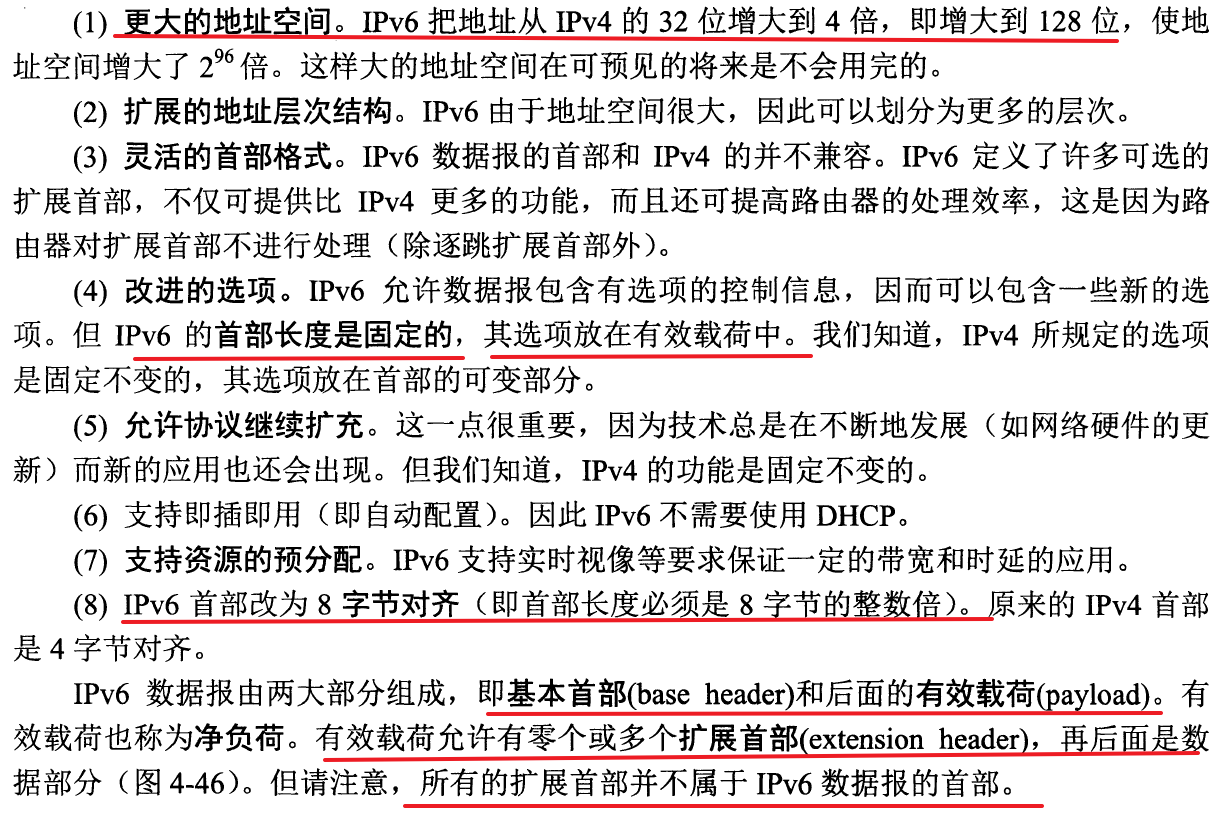 (1) 更大的地址空间。IPv6 把地址从 IPv4 的 32 位增大到 4 倍，即增大到 128 位，使地
址空间增大了 2^96 倍。这样大的地址空间在可预见的将来是不会用完的。
(2) 扩展的地址层次结构。IPv6 由于地址空间很大，因此可以划分为更多的层次。
(3) 灵活的首部格式。IPv6 数据报的首部和 IPv4 的并不兼容。IPv6 定义了许多可选的
扩展首部，不仅可提供比 IPv4 更多的功能，而且还可提高路由器的处理效率，这是因为路
由器对扩展首部不进行处理（除逐跳扩展首部外）。
(4) 改进的选项。IPv6 允许数据报包含有选项的控制信息，因而可以包含一些新的选
项。但 IPv6 的首部长度是固定的，其选项放在有效载荷中。我们知道，IPv4 所规定的选项
是固定不变的，其选项放在首部的可变部分。
(5) 允许协议继续扩充。这一点很重要，因为技术总是在不断地发展（如网络硬件的更
新）而新的应用也还会出现。但我们知道，IPv4 的功能是固定不变的。
(6) 支持即插即用（即自动配置）。因此 IPv6 不需要使用 DHCP。
(7) 支持资源的预分配。IPv6 支持实时视像等要求保证一定的带宽和时延的应用。
(8) IPv6 首部改为 8 字节对齐（即首部长度必须是 8 字节的整数倍）。原来的 IPv4 首部
是 4 字节对齐。
IPv6 数据报由两大部分组成，即基本首部(base header)和后面的有效载荷(payload)。有
效载荷也称为净负荷。有效载荷允许有零个或多个扩展首部(extension header)，再后面是数
据部分（图 4-46）。但请注意，所有的扩展首部并不属于 IPv6 数据报的首部。